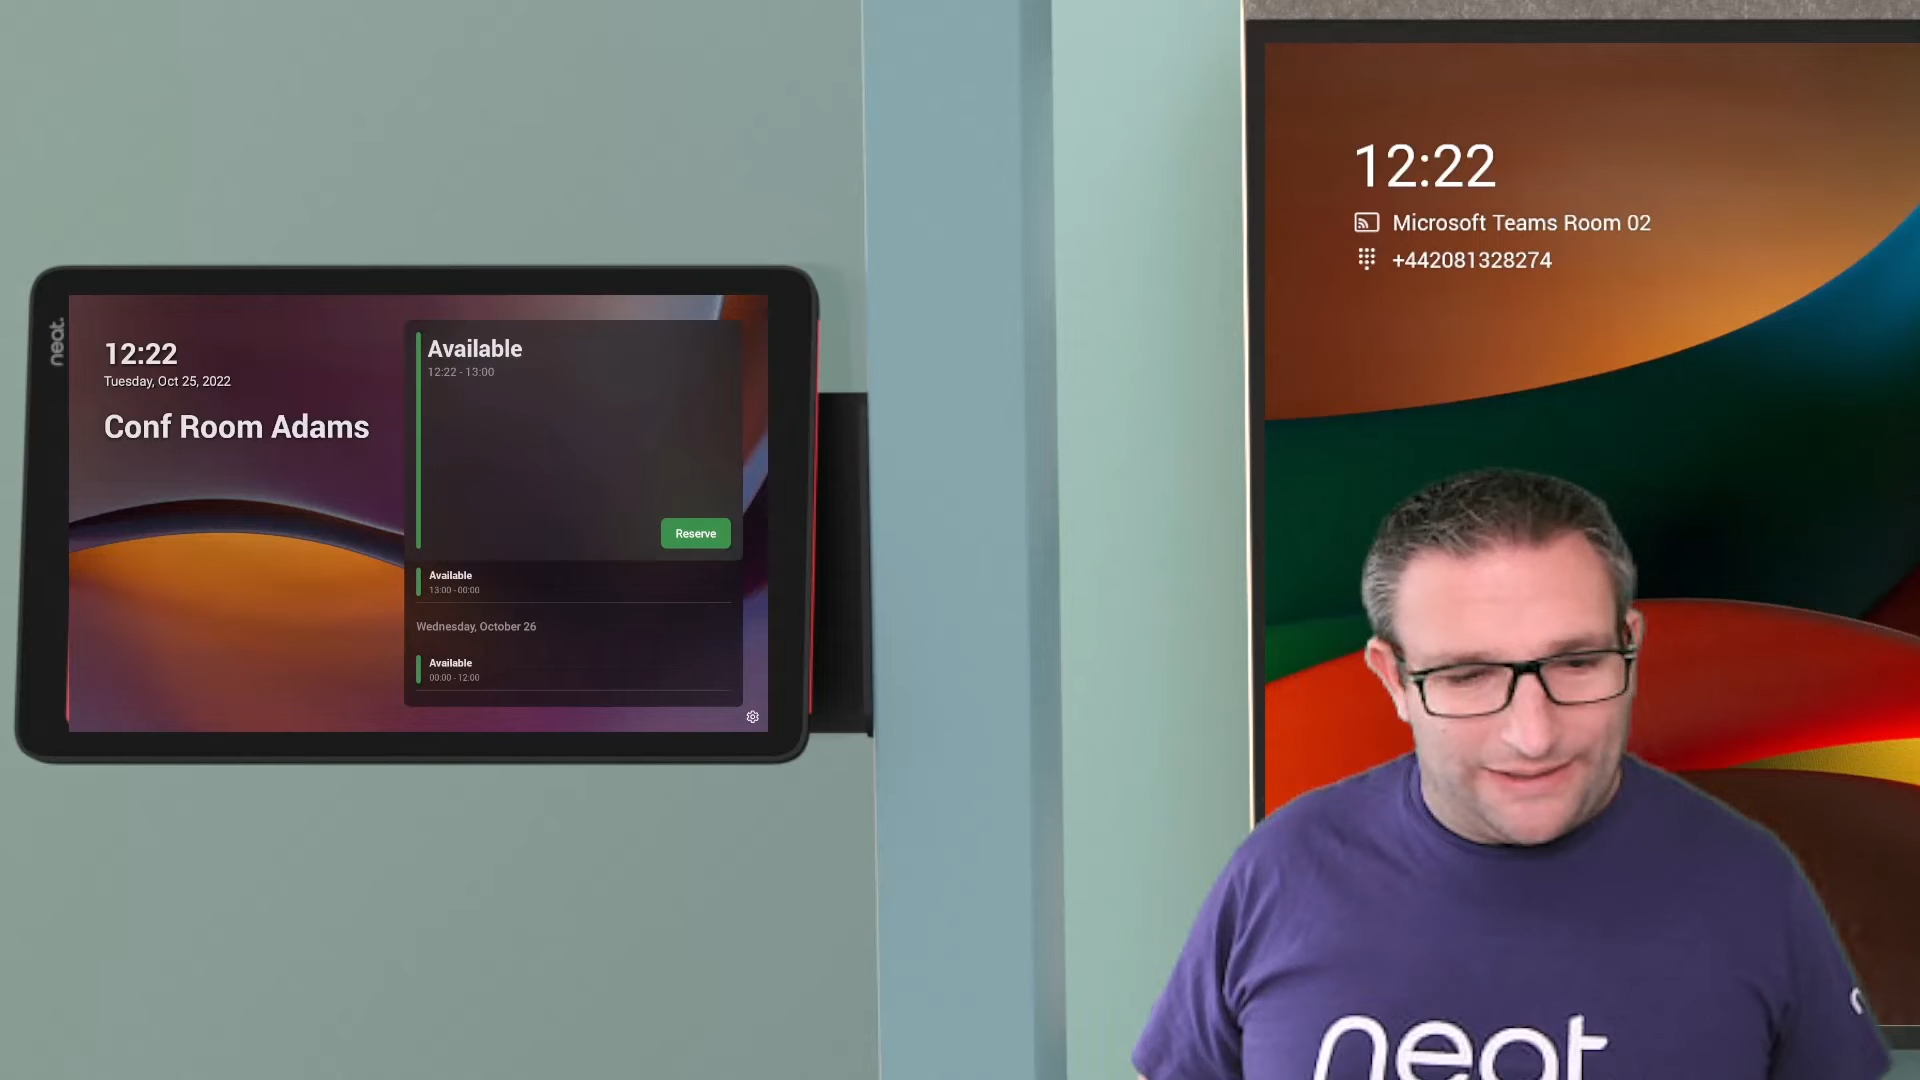 neat.
12:22
Tuesday, Oct 25, 2022
Conf Room Adams
Available
12:22 - 13:00
Reserve
Available
13:00 - 00:00
Wednesday, October 26
Available
00:00 - 12:00
12:22
Microsoft Teams Room 02
+442081328274
neat